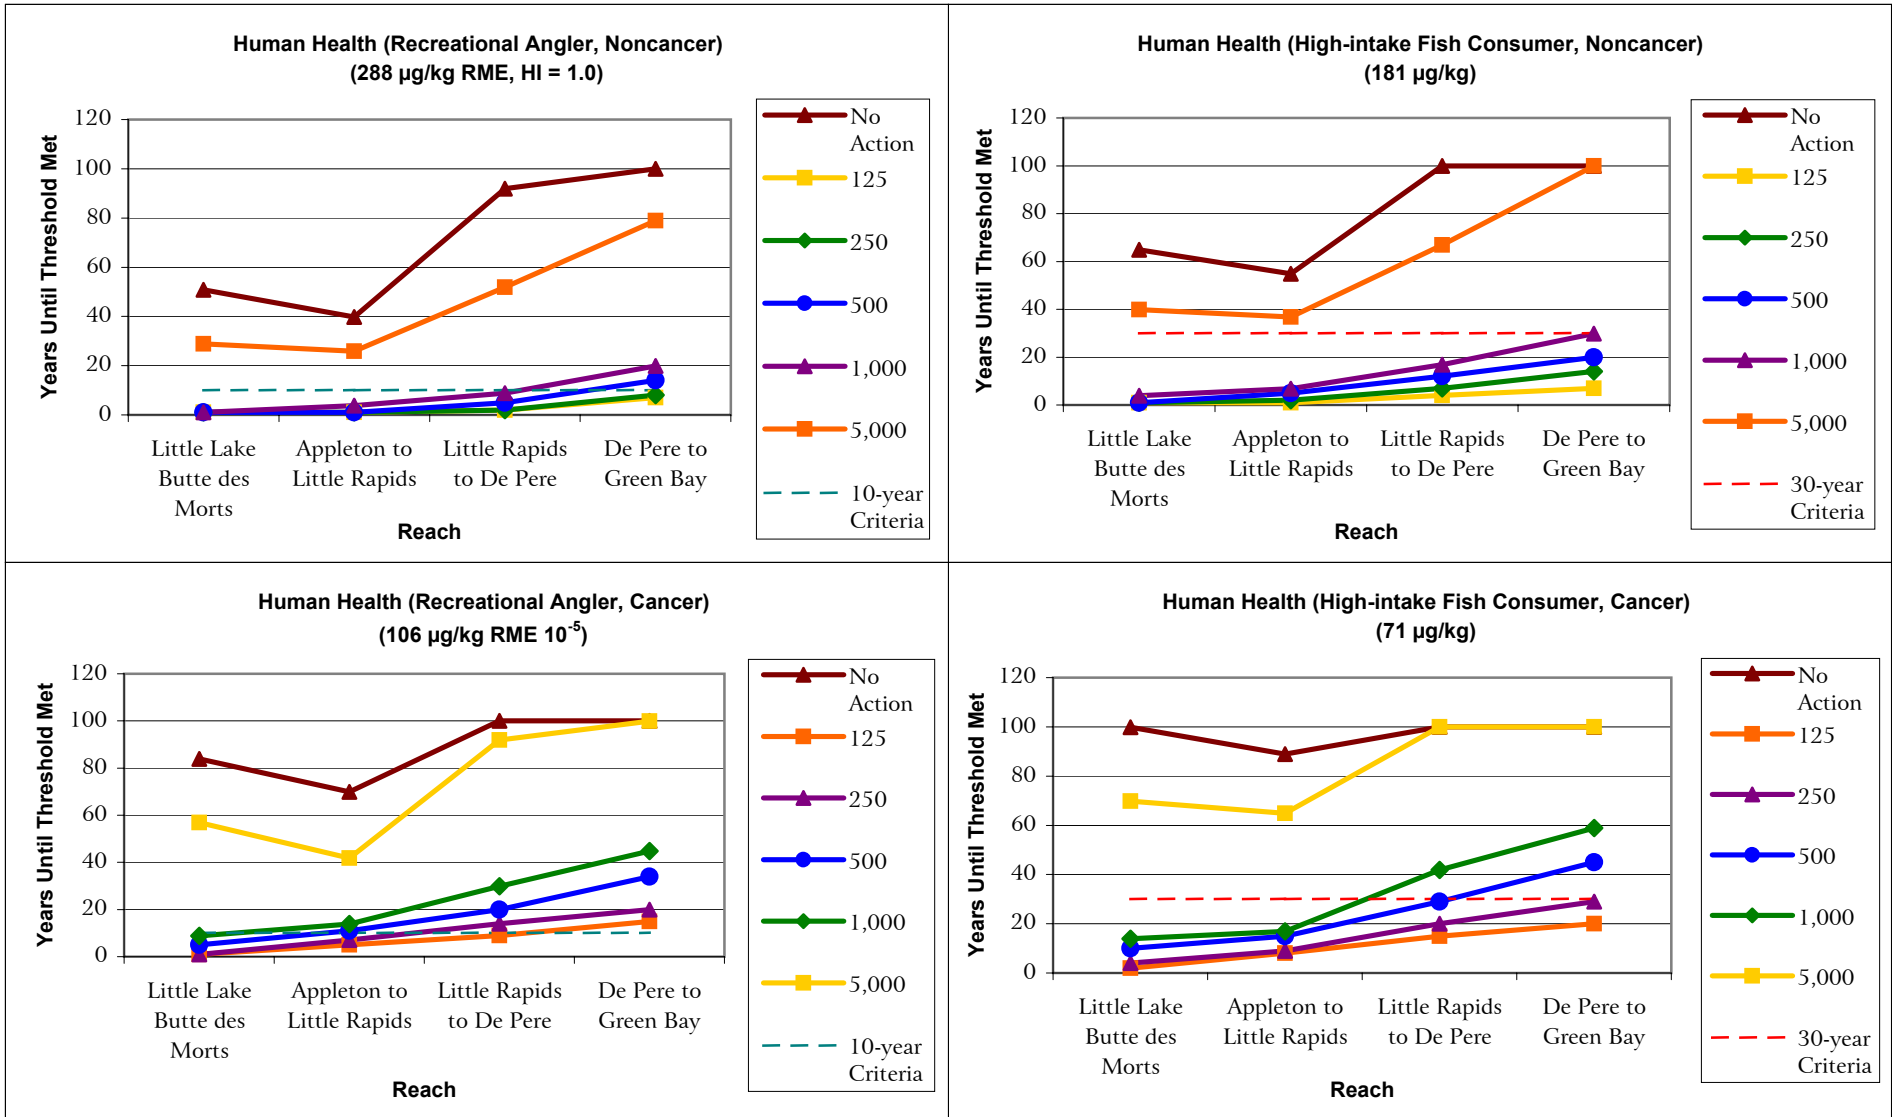 Human Health (Recreational Angler, Noncancer)
(288 µg/kg RME, HI = 1.0)
Years Until Threshold Met
120
100
80
60
40
20
0
Little Lake
Butte des
Morts
Appleton to
Little Rapids
Little Rapids
to De Pere
De Pere to
Green Bay
Reach
No
Action
125
250
500
1,000
5,000
10-year
Criteria
Human Health (High-intake Fish Consumer, Noncancer)
(181 µg/kg)
Years Until Threshold Met
120
100
80
60
40
20
0
Little Lake
Butte des
Morts
Appleton to
Little Rapids
Little Rapids
to De Pere
De Pere to
Green Bay
Reach
No
Action
125
250
500
1,000
5,000
30-year
Criteria
Human Health (Recreational Angler, Cancer)
(106 µg/kg RME 10⁻⁵)
Years Until Threshold Met
120
100
80
60
40
20
0
Little Lake
Butte des
Morts
Appleton to
Little Rapids
Little Rapids
to De Pere
De Pere to
Green Bay
Reach
No
Action
125
250
500
1,000
5,000
10-year
Criteria
Human Health (High-intake Fish Consumer, Cancer)
(71 µg/kg)
Years Until Threshold Met
120
100
80
60
40
20
0
Little Lake
Butte des
Morts
Appleton to
Little Rapids
Little Rapids
to De Pere
De Pere to
Green Bay
Reach
No
Action
125
250
500
1,000
5,000
30-year
Criteria